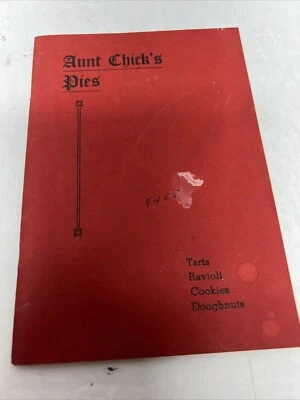 Aunt Chick's
Pies
Tarts
Ravioli
Cookies
Doughnuts